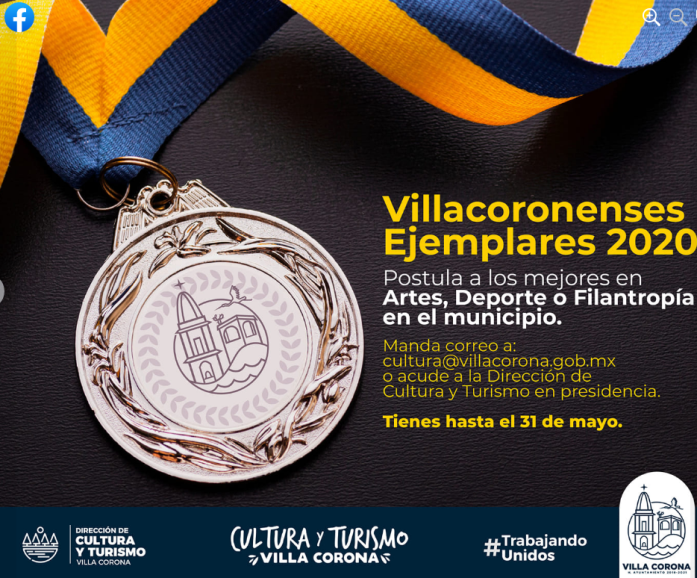 Villacoronenses
Ejemplares 2020
Postula a los mejores en
Artes, Deporte o Filantropía
en el municipio.
Manda correo a:
cultura@villacorona.gob.mx
o acude a la Dirección de
Cultura y Turismo en presidencia.
Tienes hasta el 31 de mayo.
DIRECCIÓN DE
CULTURA
Y TURISMO
VILLA CORONA
CULTURA Y TURISMO
VILLA CORONA
#Trabajando
Unidos
VILLA CORONA